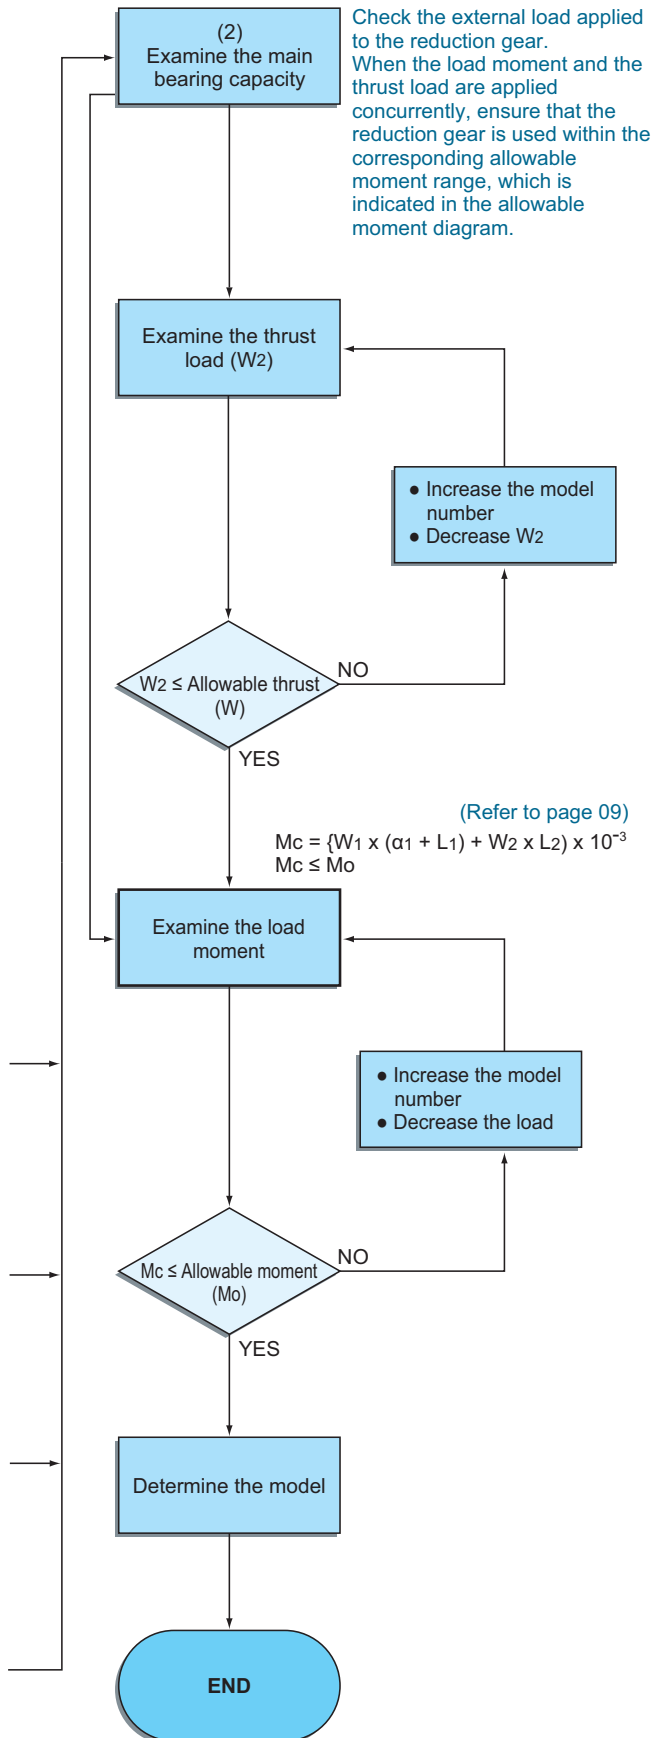 (2)
Examine the main
bearing capacity
Check the external load applied
to the reduction gear.
When the load moment and the
thrust load are applied
concurrently, ensure that the
reduction gear is used within the
corresponding allowable
moment range, which is
indicated in the allowable
moment diagram.
Examine the thrust
load (W2)
● Increase the model
number
● Decrease W2
W2 ≤ Allowable thrust
(W)
NO
YES
(Refer to page 09)
Mc = {W1 x (α1 + L1) + W2 x L2) x 10⁻³
Mc ≤ Mo
Examine the load
moment
● Increase the model
number
● Decrease the load
Mc ≤ Allowable moment
(Mo)
NO
YES
Determine the model
END